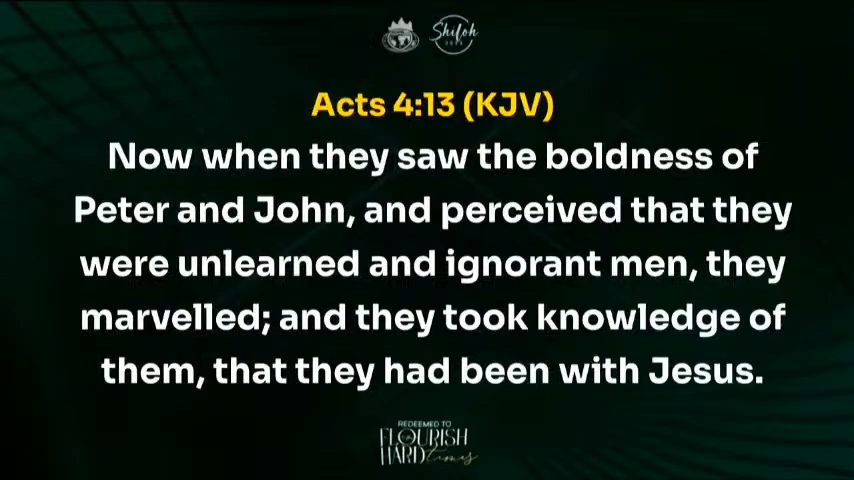 Shiloh
Acts 4:13 (KJV)
Now when they saw the boldness of
Peter and John, and perceived that they
were unlearned and ignorant men, they
marvelled; and they took knowledge of
them, that they had been with Jesus.
REDEEMED TO
FLOURISH
HARD times